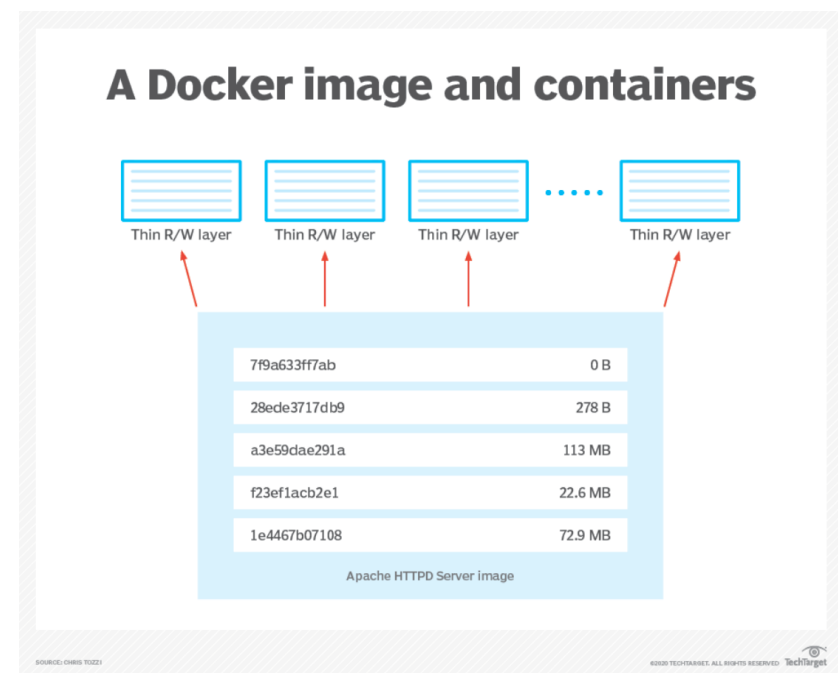 A Docker image and containers
Thin R/W layer Thin R/W layer Thin R/W layer Thin R/W layer
7f9a633ff7ab 0 B
28ede3717db9 278 B
a3e59dae291a 113 MB
f23ef1acb2e1 22.6 MB
1e4467b07108 72.9 MB
Apache HTTPD Server image
SOURCE: CHRIS TOZZI ©2020 TECHTARGET. ALL RIGHTS RESERVED TechTarget